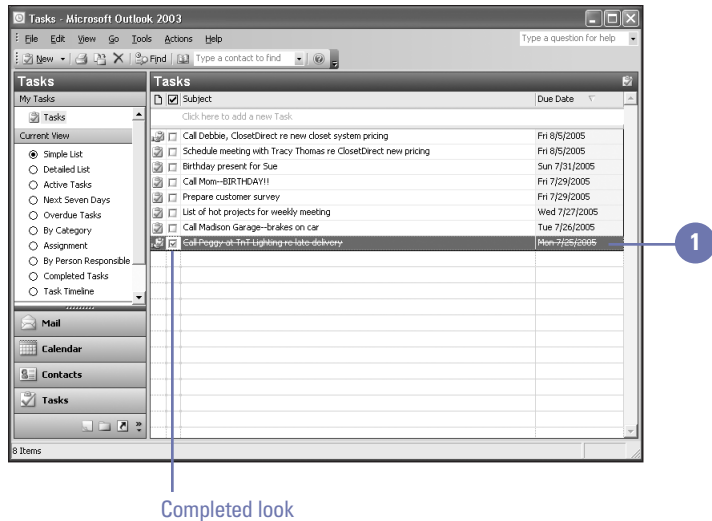 Tasks - Microsoft Outlook 2003
File Edit View Go Tools Actions Help
Type a question for help
New Find Type a contact to find
Tasks
My Tasks
Tasks
Current View
Simple List
Detailed List
Active Tasks
Next Seven Days
Overdue Tasks
By Category
Assignment
By Person Responsible
Completed Tasks
Task Timeline
Mail
Calendar
Contacts
Tasks
8 Items
Tasks
Subject Due Date
Click here to add a new Task
Call Debbie, ClosetDirect re new closet system pricing Fri 8/5/2005
Schedule meeting with Tracy Thomas re ClosetDirect new pricing Fri 8/5/2005
Birthday present for Sue Sun 7/31/2005
Call Mom--BIRTHDAY!! Fri 7/29/2005
Prepare customer survey Fri 7/29/2005
List of hot projects for weekly meeting Wed 7/27/2005
Call Madison Garage--brakes on car Tue 7/26/2005
Call Peggy at TnT Lighting re late delivery Mon 7/25/2005
1
Completed look